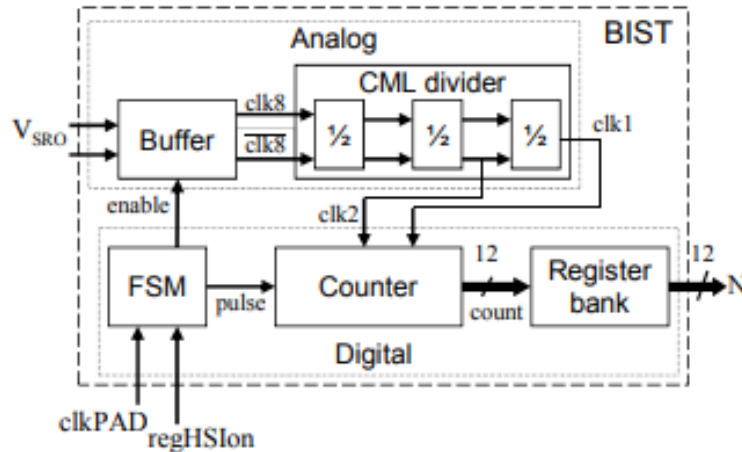 BIST
Analog
CML divider
V_SRO
Buffer
clk8
clk8
½
½
½
clk1
enable
clk2
FSM
pulse
Counter
12
count
Register
bank
12
N
Digital
clkPAD
regHSIon